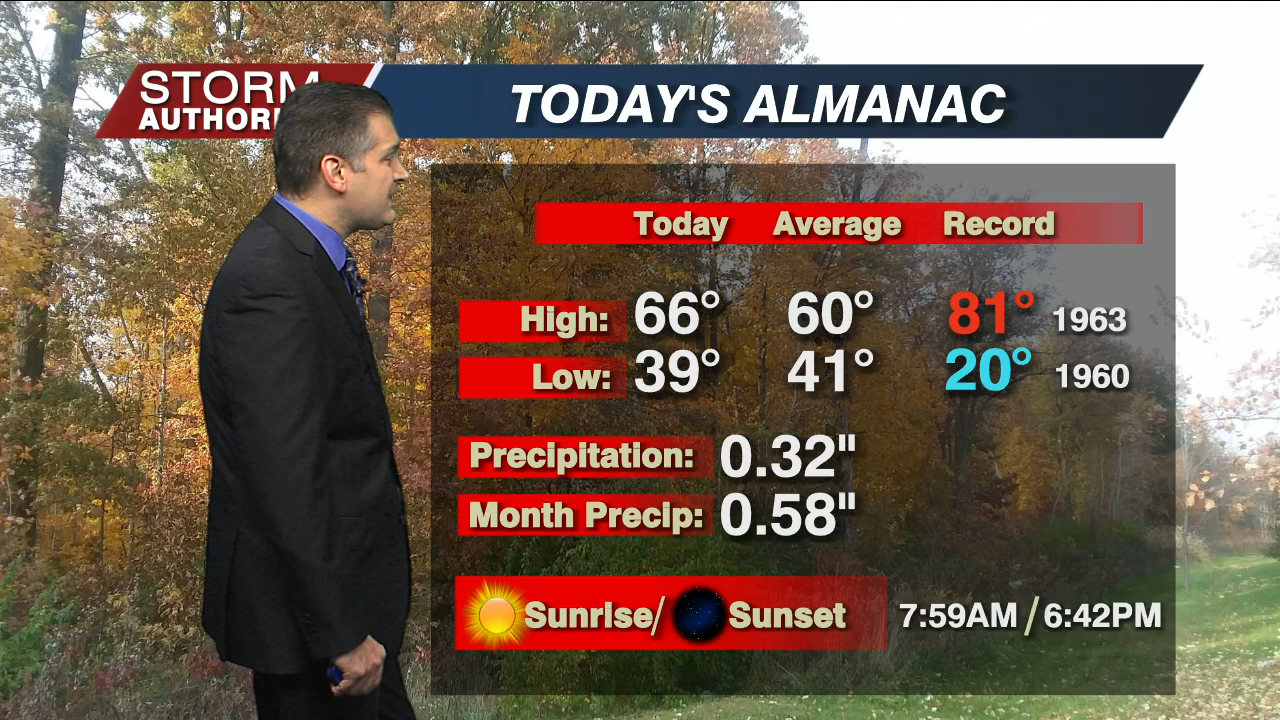 STORM
TODAY'S ALMANAC
Today Average Record
High: 66° 60° 81° 1963
Low: 39° 41° 20° 1960
Precipitation: 0.32"
Month Precip: 0.58"
Sunrise/ Sunset 7:59AM / 6:42PM